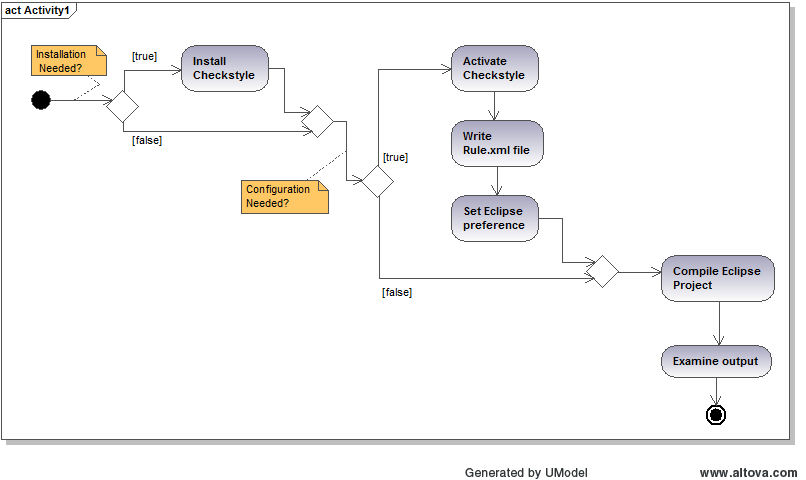 act Activity1
Installation
Needed?
[true]
Install
Checkstyle
[false]
Configuration
Needed?
[true]
Activate
Checkstyle
Write
Rule.xml file
Set Eclipse
preference
[false]
Compile Eclipse
Project
Examine output
Generated by UModel
www.altova.com